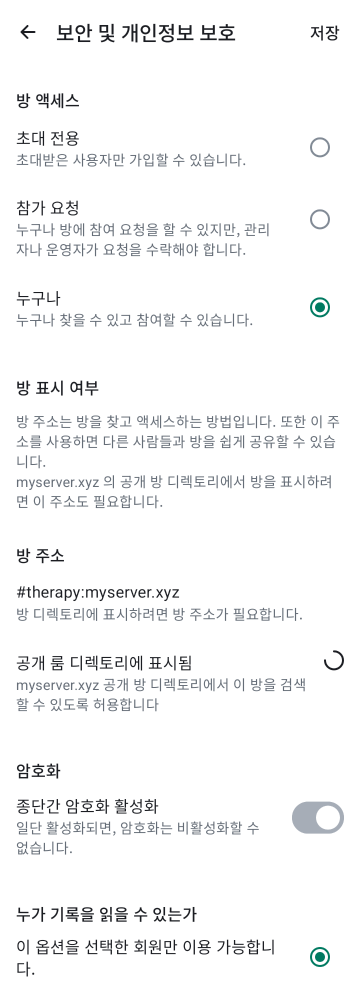 보안 및 개인정보 보호
저장
방 액세스
초대 전용
초대받은 사용자만 가입할 수 있습니다.
참가 요청
누구나 방에 참여 요청을 할 수 있지만, 관리
자나 운영자가 요청을 수락해야 합니다.
누구나
누구나 찾을 수 있고 참여할 수 있습니다.
방 표시 여부
방 주소는 방을 찾고 액세스하는 방법입니다. 또한 이 주
소를 사용하면 다른 사람들과 방을 쉽게 공유할 수 있습
니다.
myserver.xyz 의 공개 방 디렉토리에서 방을 표시하려
면 이 주소도 필요합니다.
방 주소
#therapy:myserver.xyz
방 디렉토리에 표시하려면 방 주소가 필요합니다.
공개 룸 디렉토리에 표시됨
myserver.xyz 공개 방 디렉토리에서 이 방을 검색
할 수 있도록 허용합니다
암호화
종단간 암호화 활성화
일단 활성화되면, 암호화는 비활성화할 수
없습니다.
누가 기록을 읽을 수 있는가
이 옵션을 선택한 회원만 이용 가능합니
다.